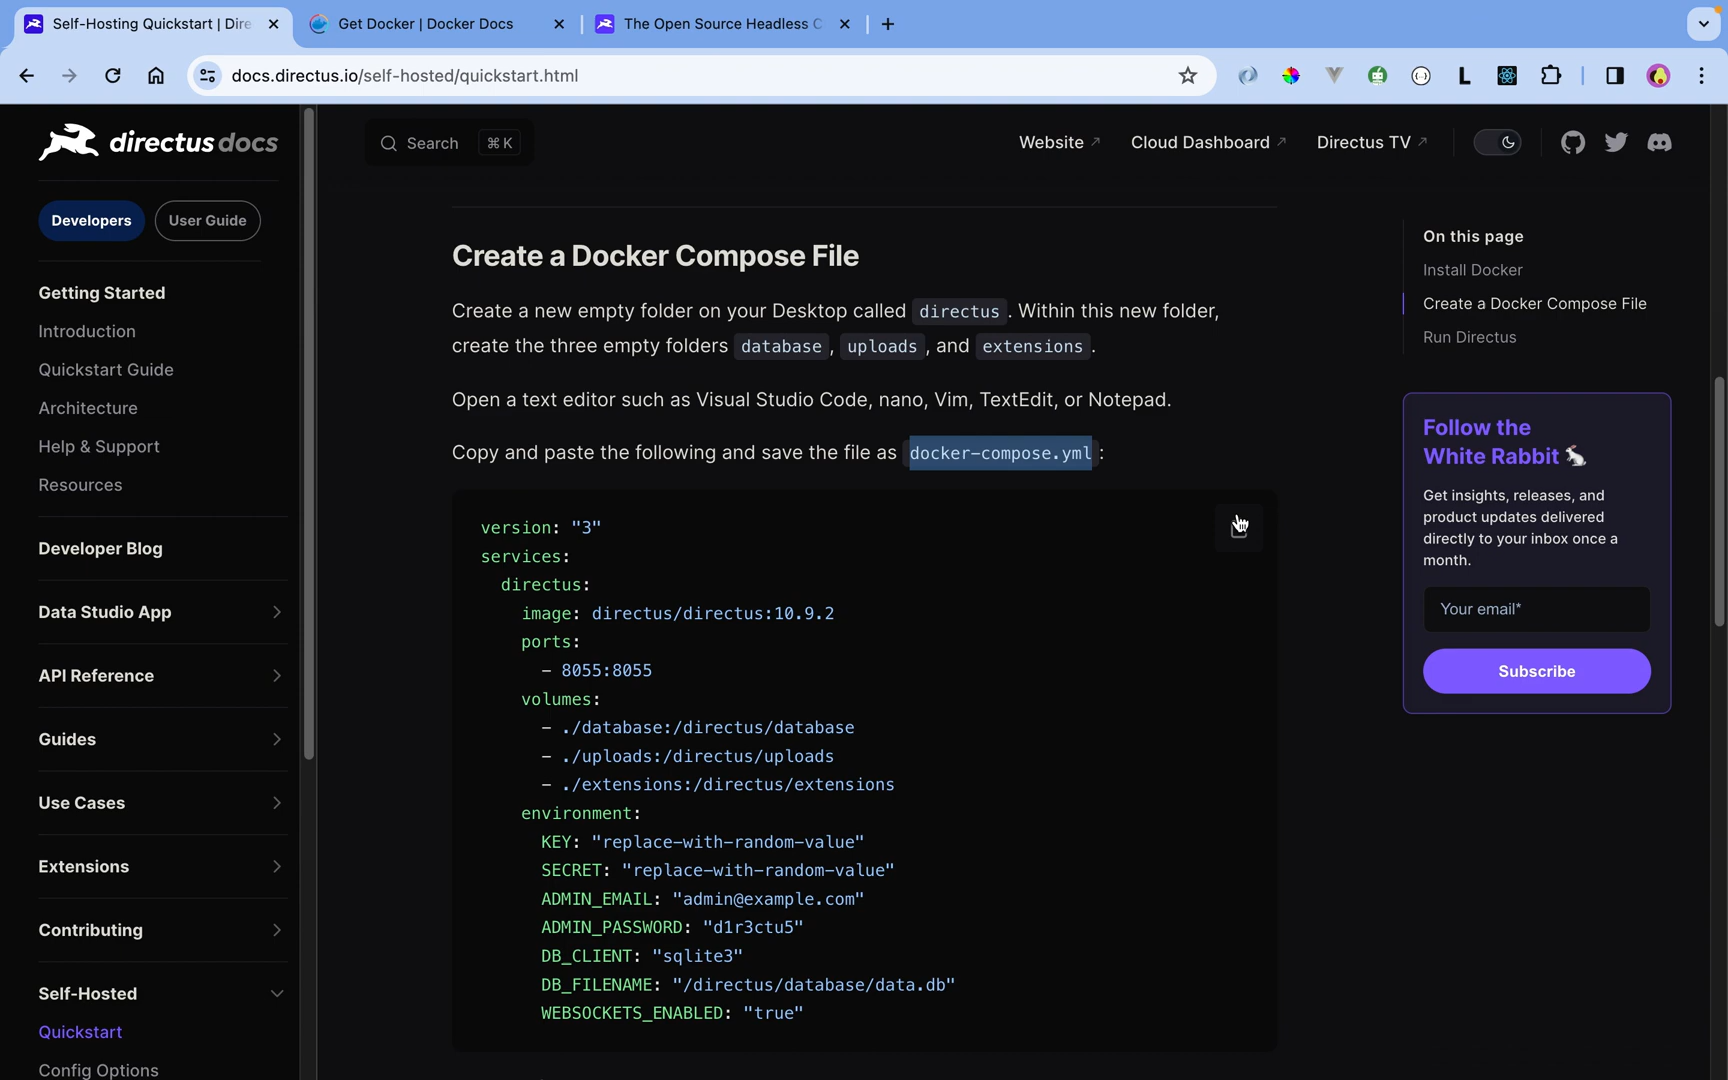 Self-Hosting Quickstart | Dire
Get Docker | Docker Docs
The Open Source Headless C
docs.directus.io/self-hosted/quickstart.html
directus docs
Search ⌘ K
Website
Cloud Dashboard
Directus TV
Developers
User Guide
Getting Started
Introduction
Quickstart Guide
Architecture
Help & Support
Resources
Developer Blog
Data Studio App
API Reference
Guides
Use Cases
Extensions
Contributing
Self-Hosted
Quickstart
Config Options
Create a Docker Compose File
Create a new empty folder on your Desktop called directus. Within this new folder,
create the three empty folders database, uploads, and extensions.
Open a text editor such as Visual Studio Code, nano, Vim, TextEdit, or Notepad.
Copy and paste the following and save the file as docker-compose.yml:
version: "3"
services:
directus:
image: directus/directus:10.9.2
ports:
- 8055:8055
volumes:
- ./database:/directus/database
- ./uploads:/directus/uploads
- ./extensions:/directus/extensions
environment:
KEY: "replace-with-random-value"
SECRET: "replace-with-random-value"
ADMIN_EMAIL: "admin@example.com"
ADMIN_PASSWORD: "d1r3ctu5"
DB_CLIENT: "sqlite3"
DB_FILENAME: "/directus/database/data.db"
WEBSOCKETS_ENABLED: "true"
On this page
Install Docker
Create a Docker Compose File
Run Directus
Follow the
White Rabbit 🐇
Get insights, releases, and
product updates delivered
directly to your inbox once a
month.
Your email*
Subscribe